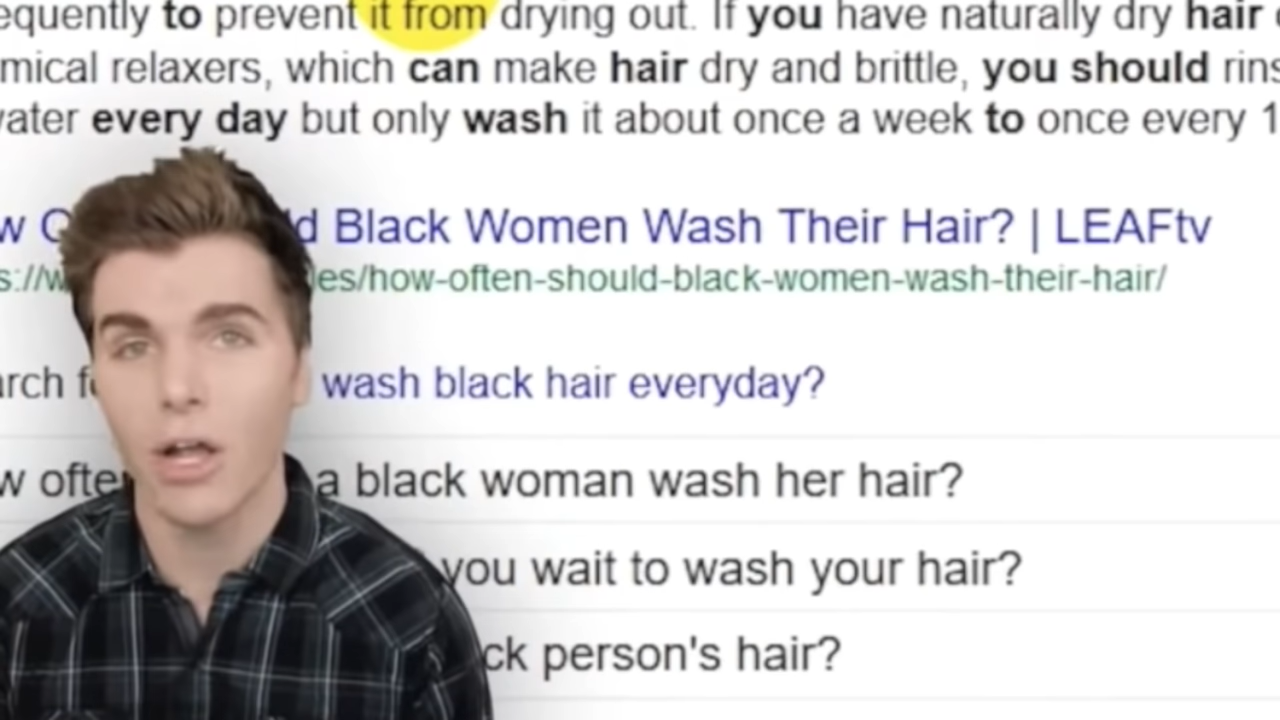 equently to prevent it from drying out. If you have naturally dry hair
mical relaxers, which can make hair dry and brittle, you should rins
water every day but only wash it about once a week to once every 1
w O d Black Women Wash Their Hair? | LEAFtv
s://w es/how-often-should-black-women-wash-their-hair/
arch f wash black hair everyday?
w ofte a black woman wash her hair?
you wait to wash your hair?
ck person's hair?